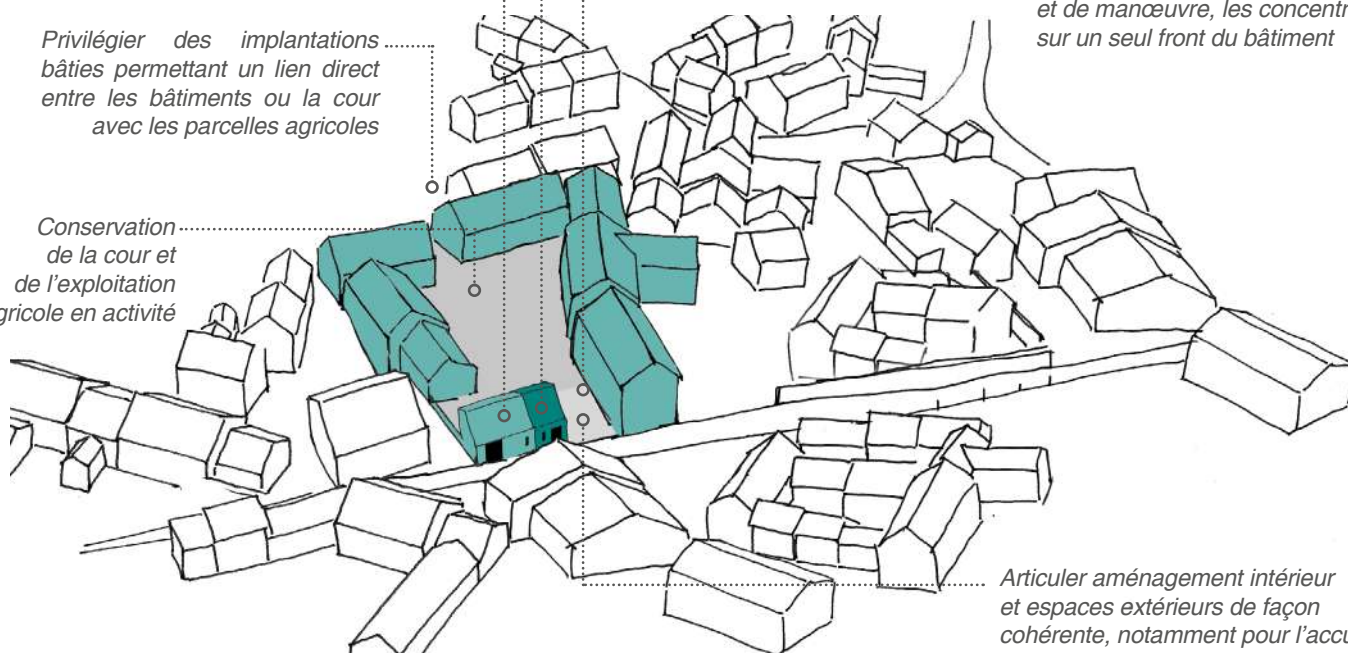 et de manœuvre, les concentr
sur un seul front du bâtiment
Privilégier des implantations
bâties permettant un lien direct
entre les bâtiments ou la cour
avec les parcelles agricoles
Conservation
de la cour et
de l’exploitation
gricole en activité
Articuler aménagement intérieur
et espaces extérieurs de façon
cohérente, notamment pour l’accu